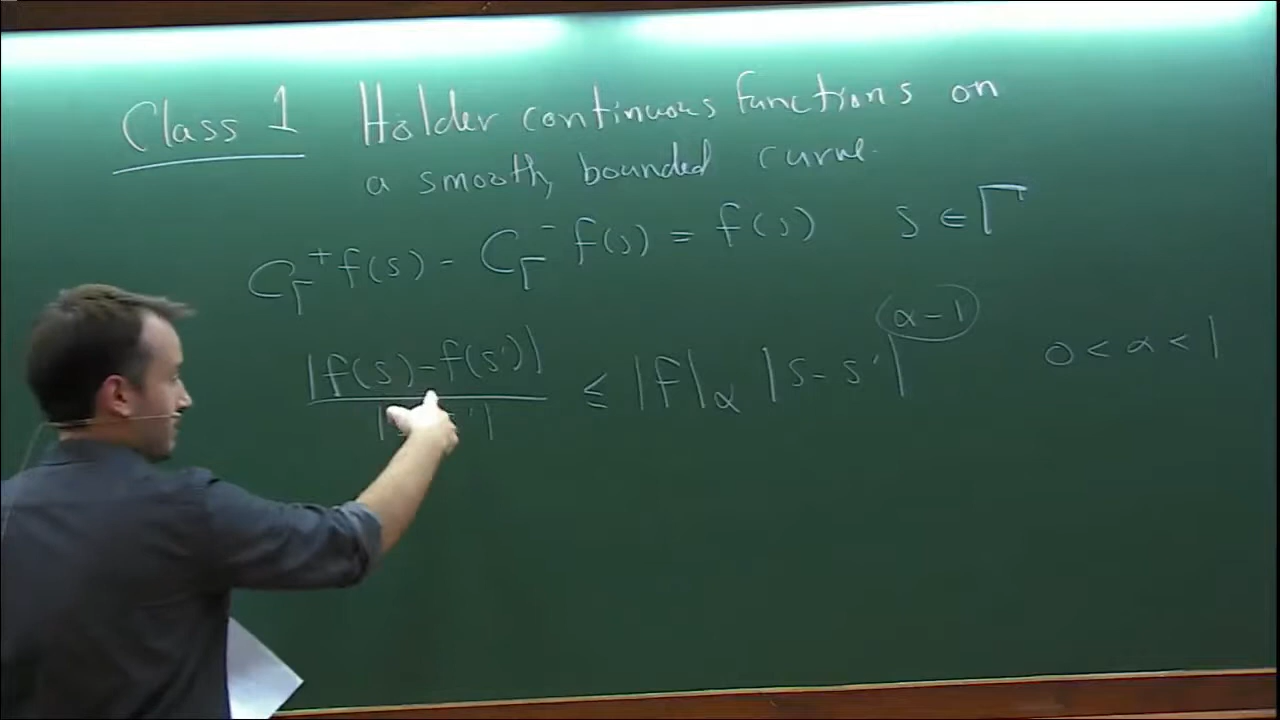 Class 1 Holder continuous functions on
a smooth, bounded curve.
C_Γ^+ f(s) - C_Γ^- f(s) = f(s) s ∈ Γ
|f(s) - f(s')| / |s'| ≤ |f|_α |s - s'|^{α-1} 0 < α < 1